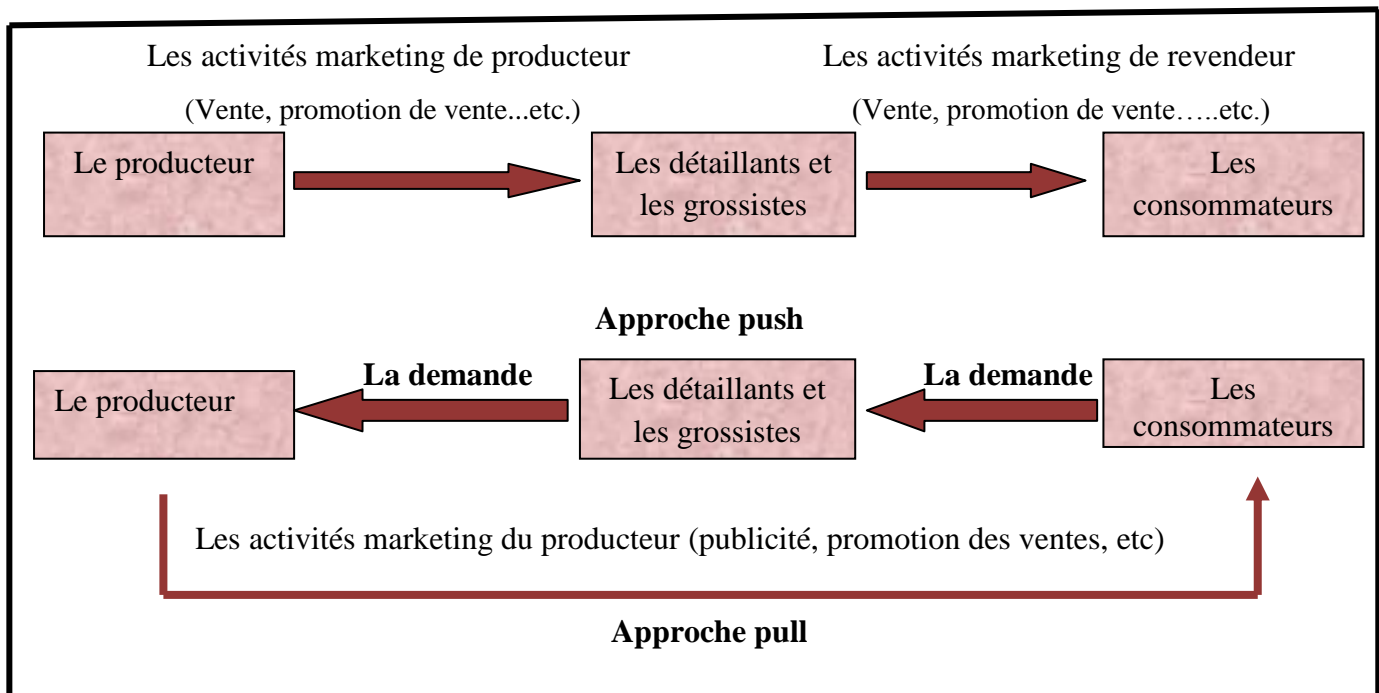 Les activités marketing de producteur
(Vente, promotion de vente...etc.)
Les activités marketing de revendeur
(Vente, promotion de vente…..etc.)
Le producteur
Les détaillants et
les grossistes
Les
consommateurs
Approche push
Le producteur
La demande
Les détaillants et
les grossistes
La demande
Les
consommateurs
Les activités marketing du producteur (publicité, promotion des ventes, etc)
Approche pull